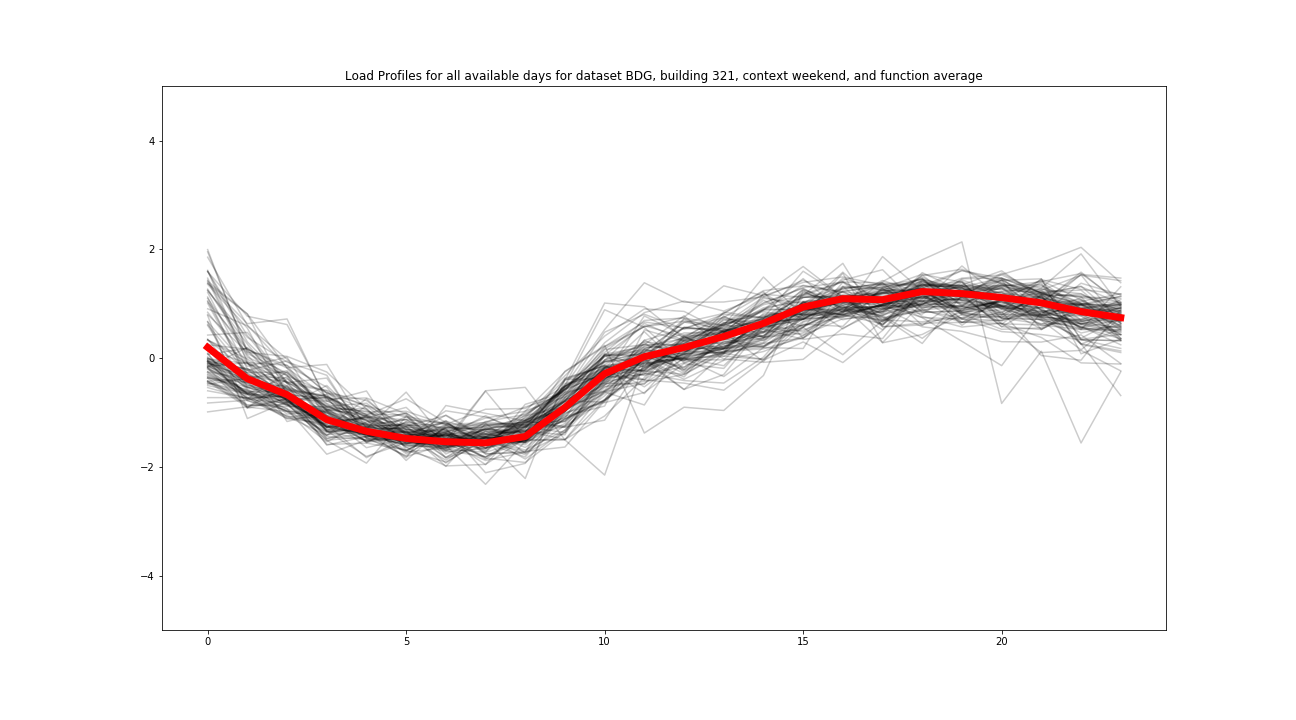 Load Profiles for all available days for dataset BDG, building 321, context weekend, and function average
4
2
0
−2
−4
0 5 10 15 20